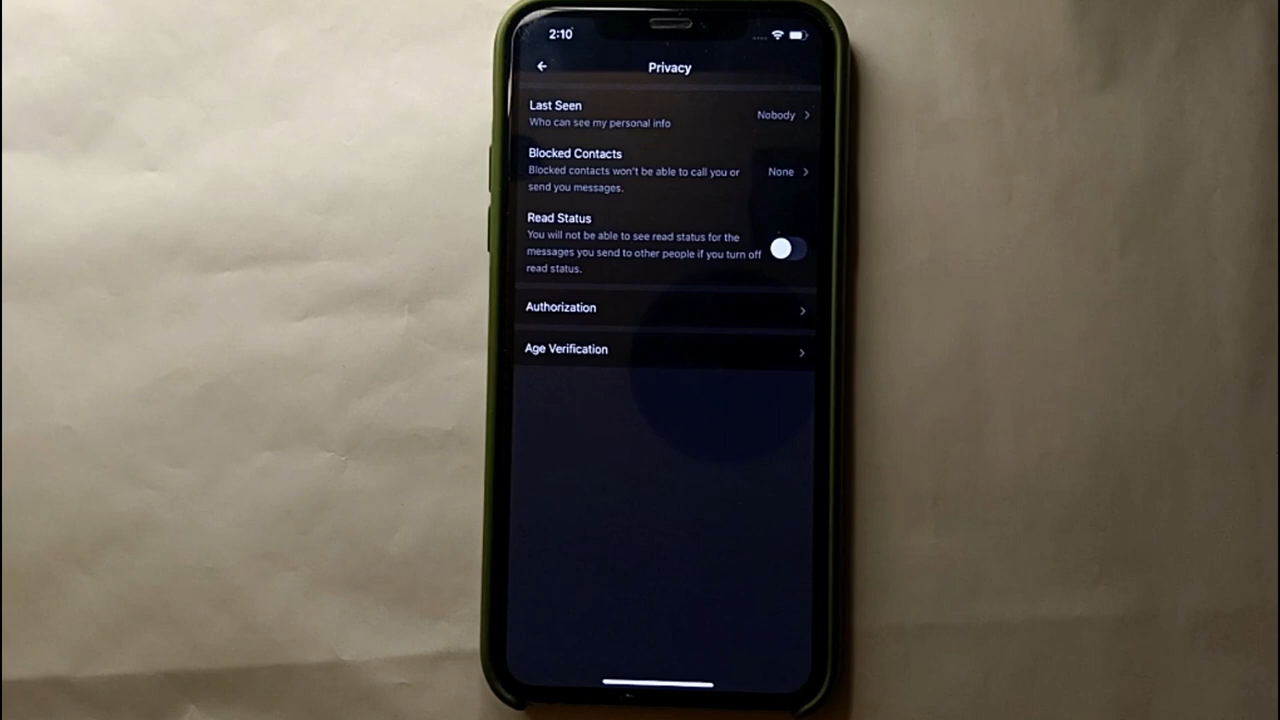 2:10
Privacy
Last Seen
Who can see my personal info
Nobody
Blocked Contacts
Blocked contacts won't be able to call you or
send you messages.
None
Read Status
You will not be able to see read status for the
messages you send to other people if you turn off
read status.
Authorization
Age Verification